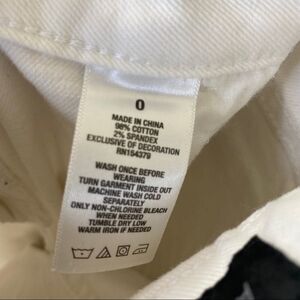 0
MADE IN CHINA
98% COTTON
2% SPANDEX
EXCLUSIVE OF DECORATION
RN154379
WASH ONCE BEFORE
WEARING
TURN GARMENT INSIDE OUT
MACHINE WASH COLD
SEPARATELY
ONLY NON-CHLORINE BLEACH
WHEN NEEDED
TUMBLE DRY LOW
WARM IRON IF NEEDED